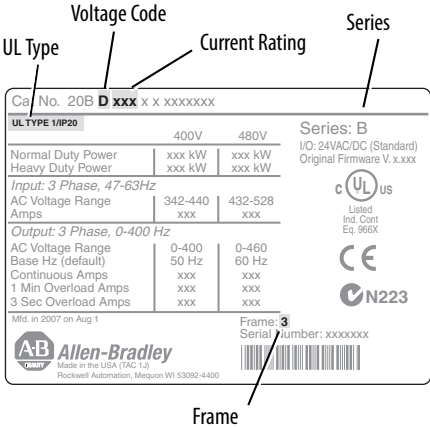 Voltage Code
UL Type
Current Rating
Series
Cat No. 20B D xxx x x xxxxxxx
UL TYPE 1/IP20
400V 480V
Normal Duty Power xxx kW xxx kW
Heavy Duty Power xxx kW xxx kW
Input: 3 Phase, 47-63Hz
AC Voltage Range 342-440 432-528
Amps xxx xxx
Output: 3 Phase, 0-400 Hz
AC Voltage Range 0-400 0-460
Base Hz (default) 50 Hz 60 Hz
Continuous Amps xxx xxx
1 Min Overload Amps xxx xxx
3 Sec Overload Amps xxx xxx
Series: B
I/O: 24VAC/DC (Standard)
Original Firmware V. x.xxx
C UL US
Listed
Ind. Cont
Eq. 966X
CE
N223
Mfd. in 2007 on Aug 1
Frame: 3
Serial Number: xxxxxxx
A-B QUALITY
Allen-Bradley
Made in the USA (TAC 1J)
Rockwell Automation, Mequon WI 53092-4400
Frame